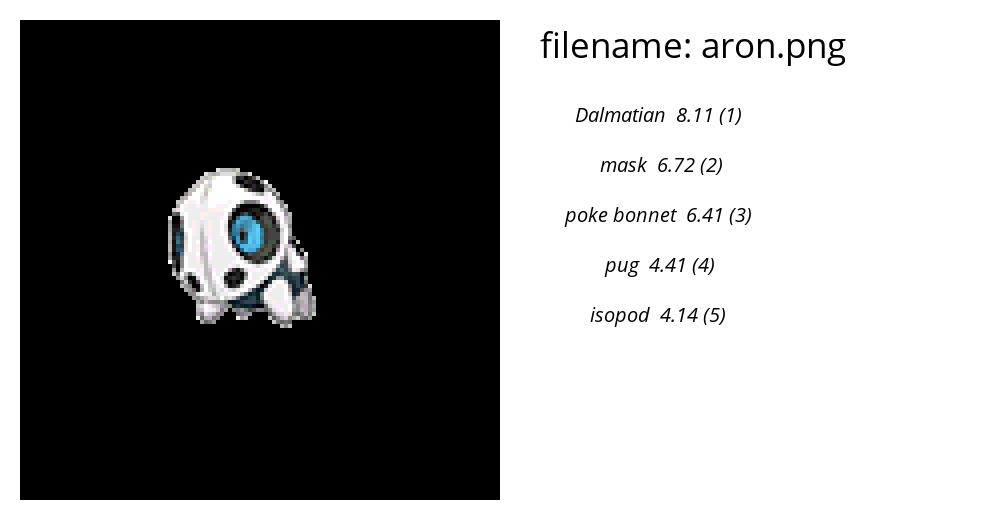 filename: aron.png
Dalmatian 8.11 (1)
mask 6.72 (2)
poke bonnet 6.41 (3)
pug 4.41 (4)
isopod 4.14 (5)